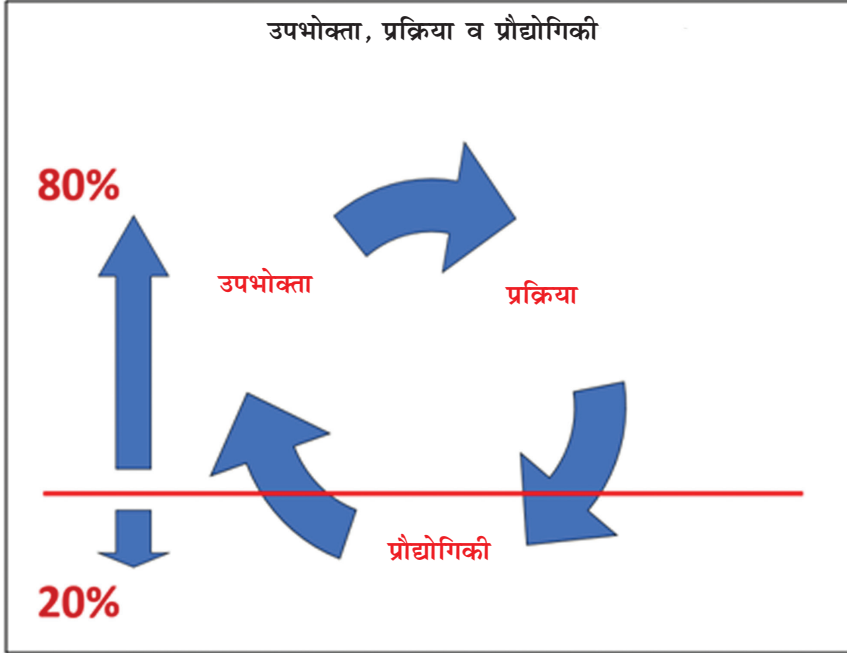 उपभोक्ता, प्रक्रिया व प्रौद्योगिकी
80%
उपभोक्ता
प्रक्रिया
प्रौद्योगिकी
20%